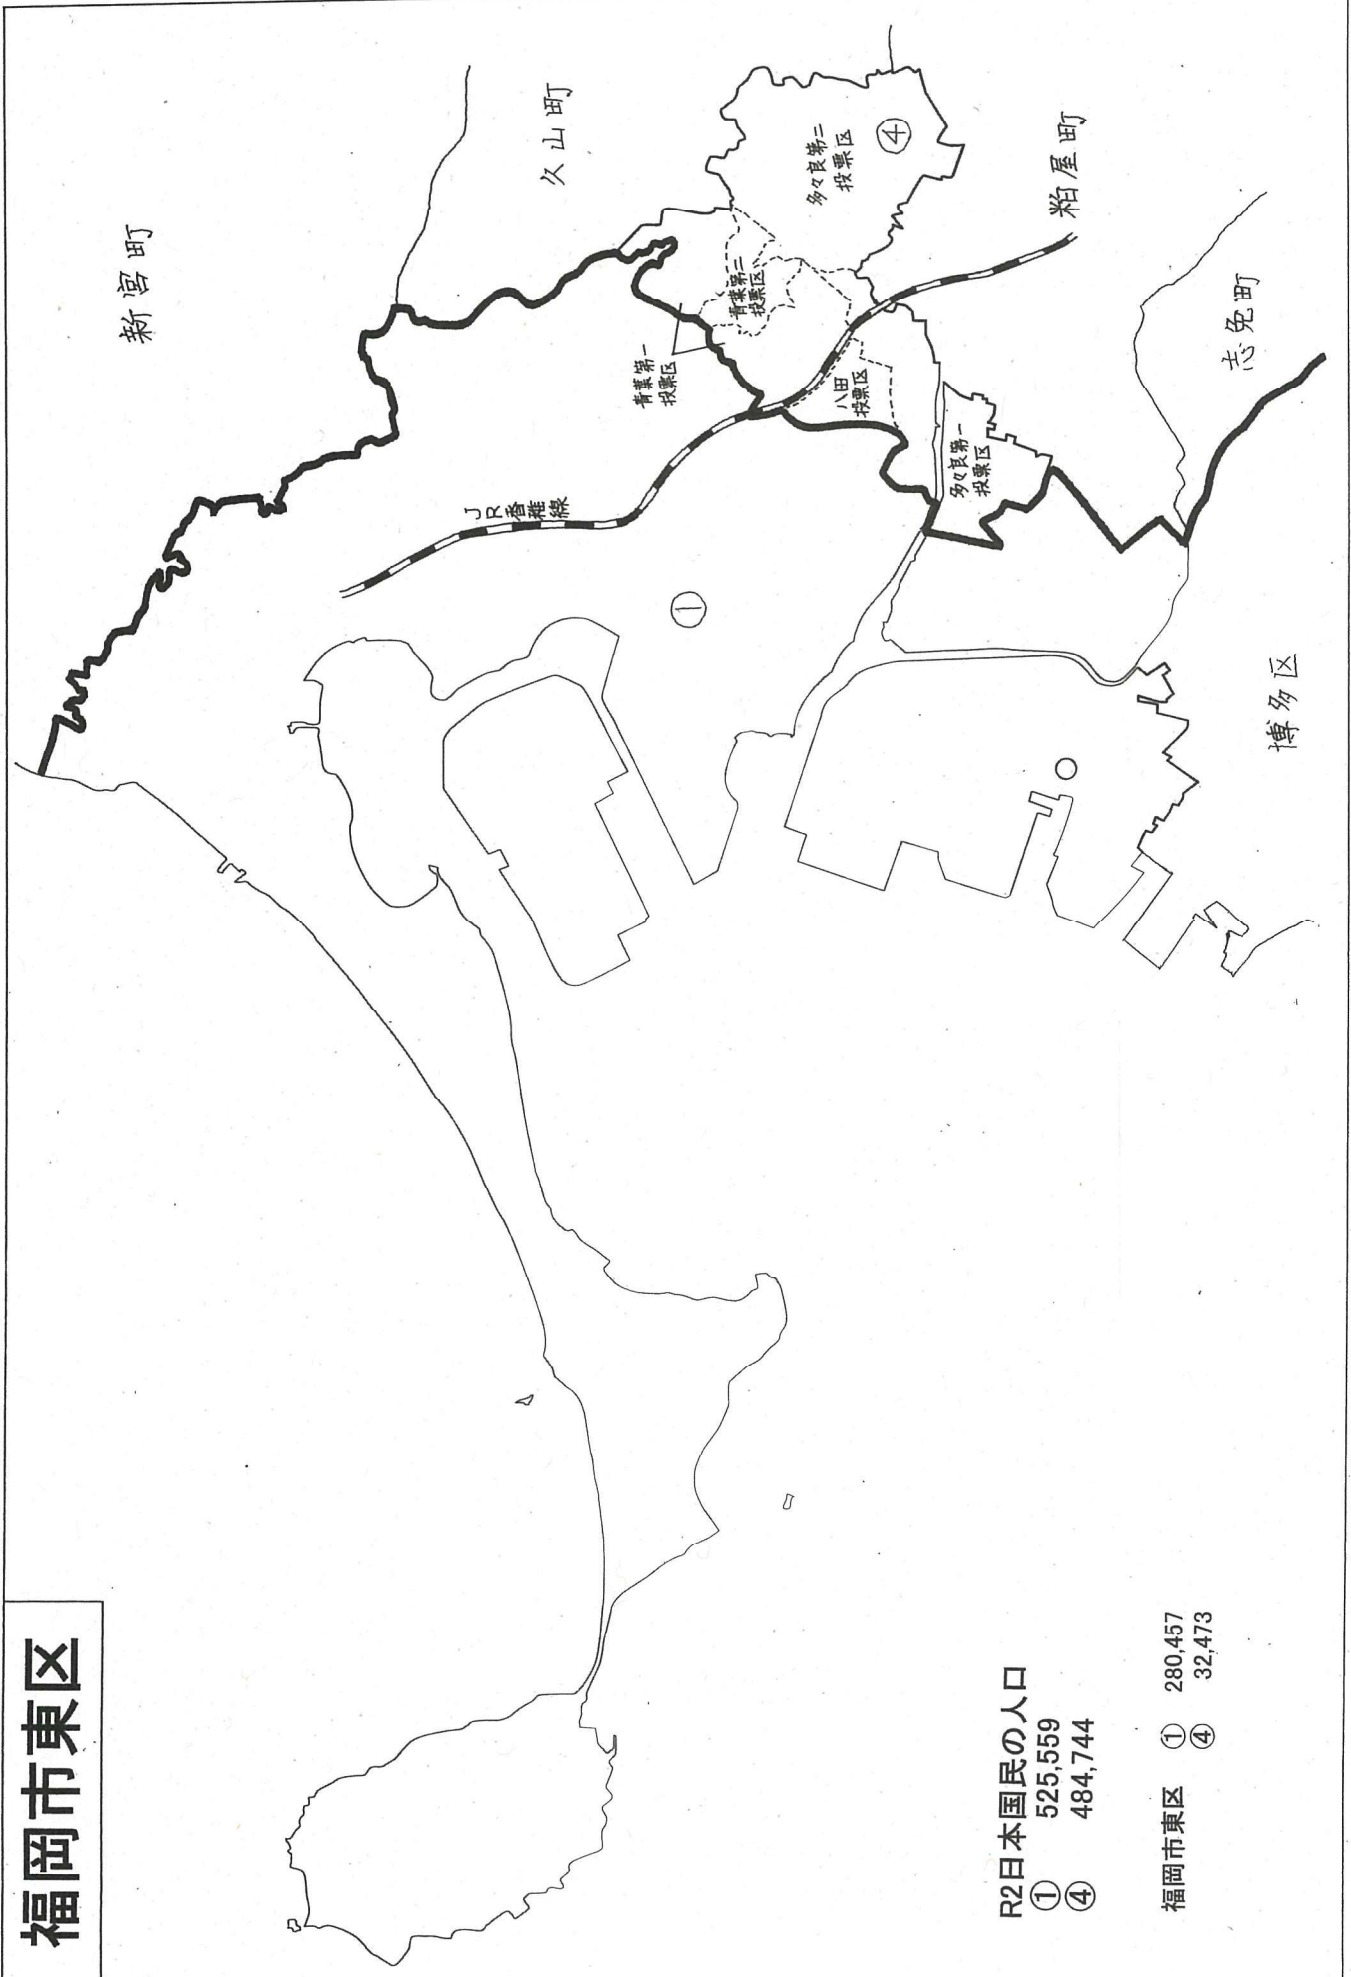 福岡市東区
新宮町
久山町
多々良第二
投票区
④
青葉第二
投票区
青葉第一
投票区
粕屋町
八田
投票区
多々良第一
投票区
志免町
JR香椎線
①
博多区
R2日本国民の人口
① 525,559
④ 484,744
福岡市東区 ① 280,457
④ 32,473